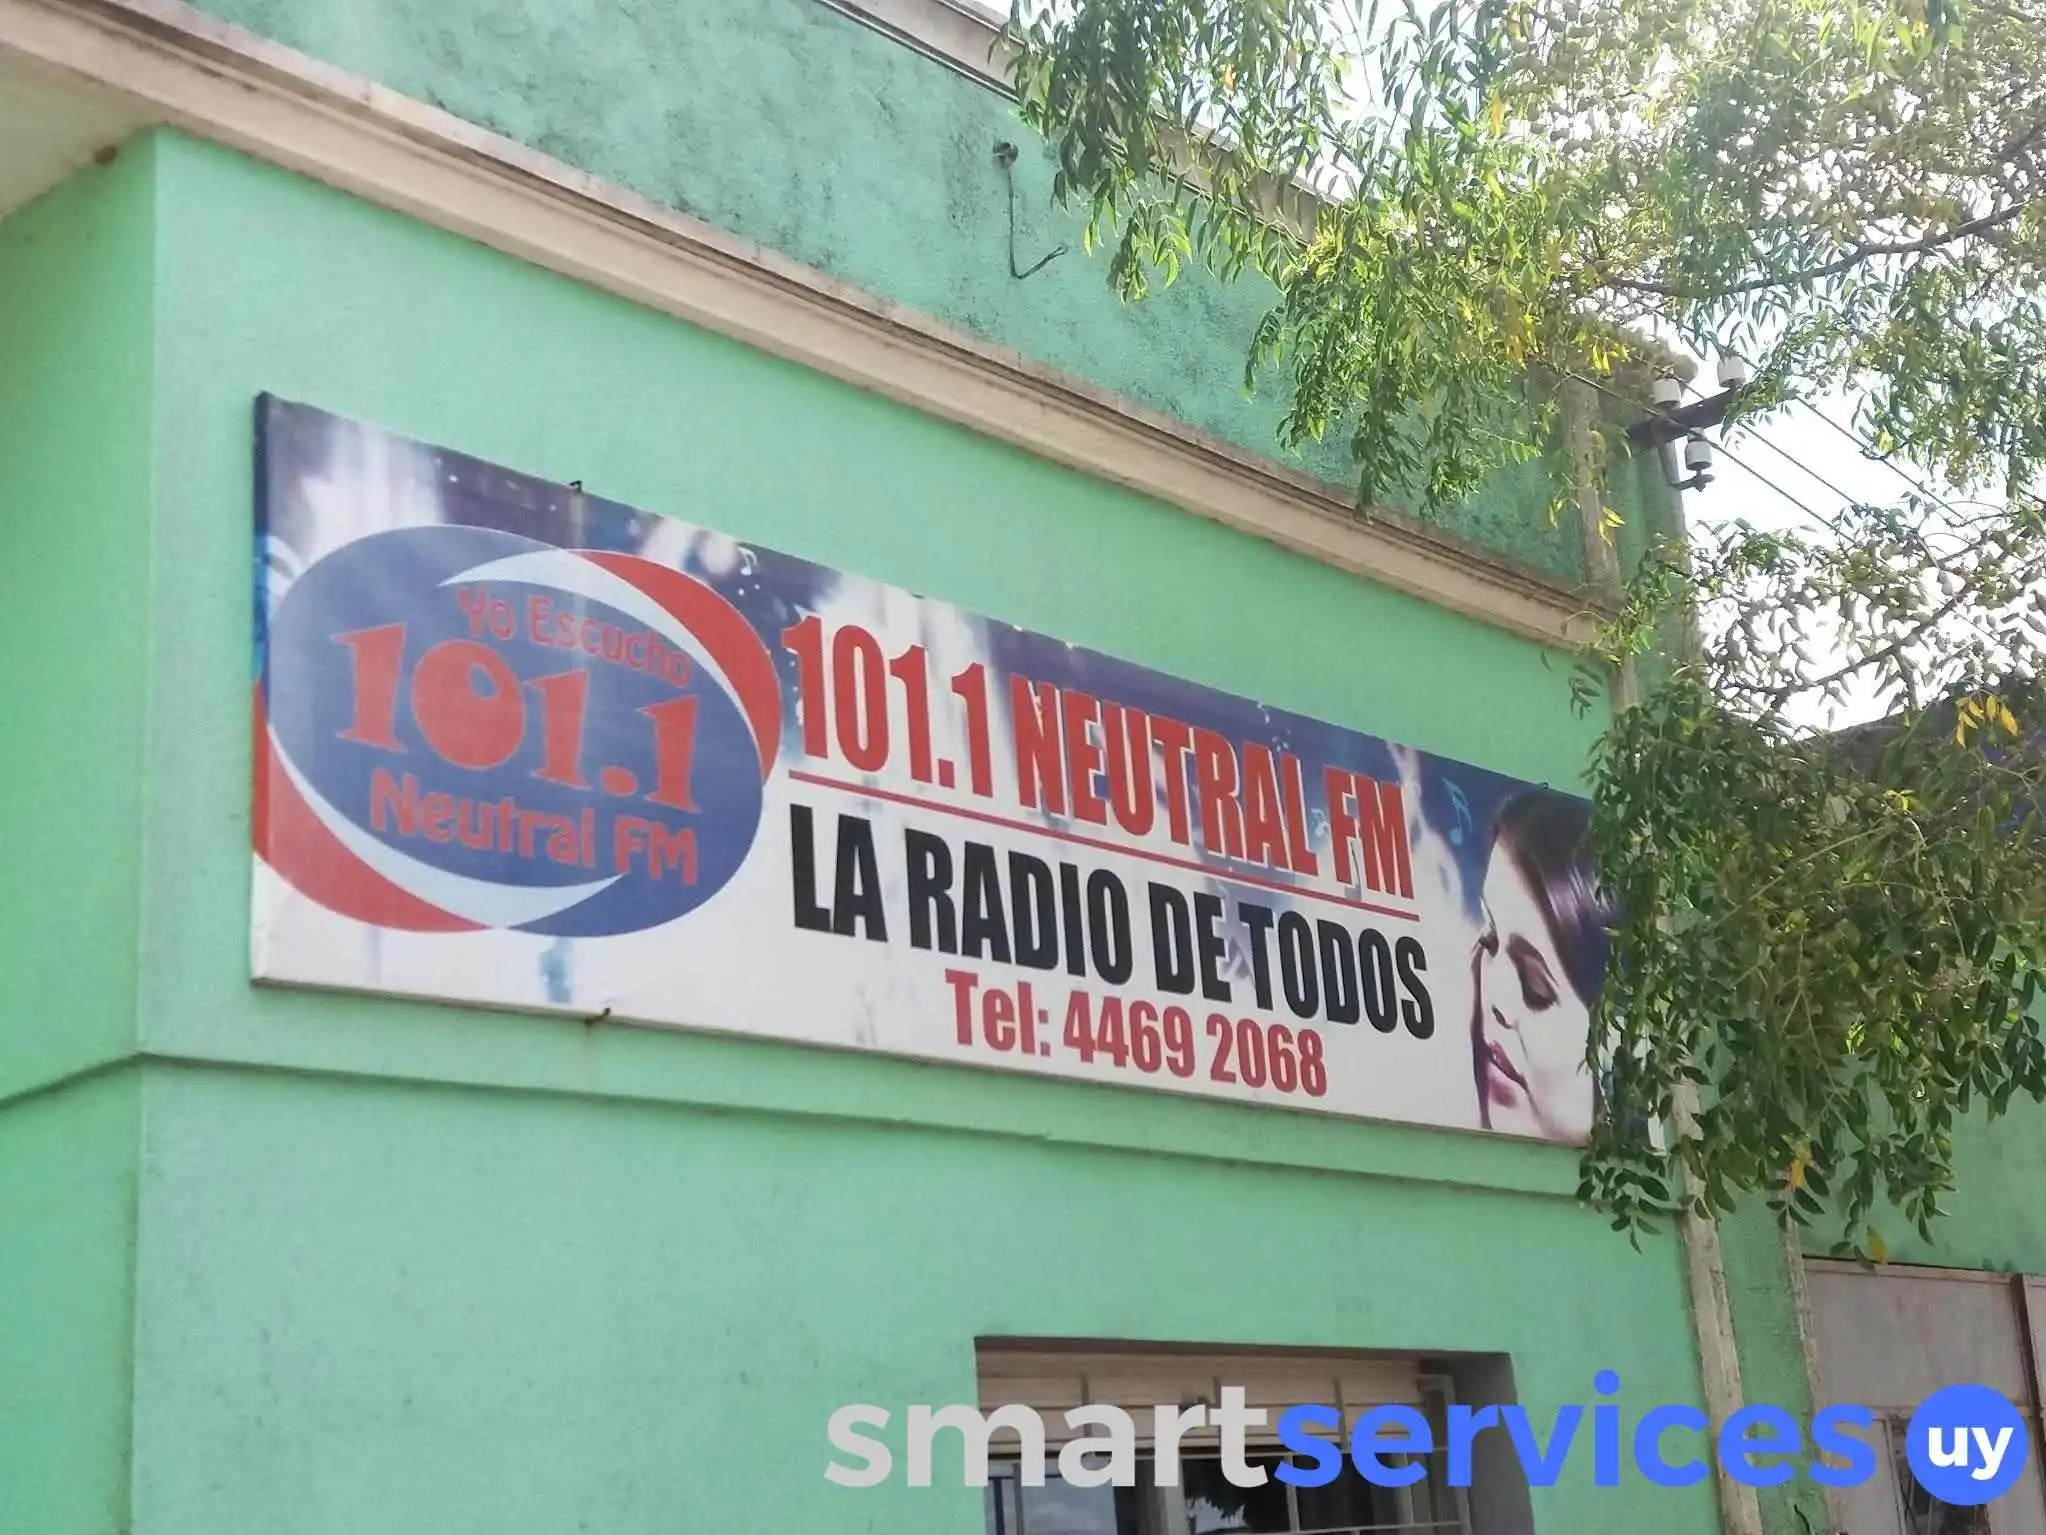 Yo Escucho
101.1
Neutral FM
101.1 NEUTRAL FM
LA RADIO DE TODOS
Tel: 4469 2068
smartservices uy